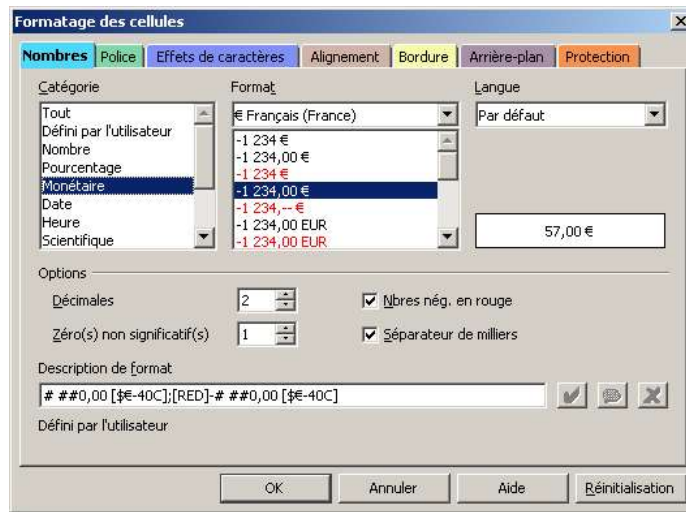 Formatage des cellules
Nombres Police Effets de caractères Alignement Bordure Arrière-plan Protection
Catégorie Format Langue
Tout
Défini par l'utilisateur
Nombre
Pourcentage
Monétaire
Date
Heure
Scientifique
€ Français (France)
-1 234 €
-1 234,00 €
-1 234 €
-1 234,00 €
-1 234,-- €
-1 234,00 EUR
-1 234,00 EUR
Par défaut
57,00 €
Options
Décimales 2 Nbres nég. en rouge
Zéro(s) non significatif(s) 1 Séparateur de milliers
Description de format
# ##0,00 [$€-40C];[RED]-# ##0,00 [$€-40C]
Défini par l'utilisateur
OK Annuler Aide Réinitialisation